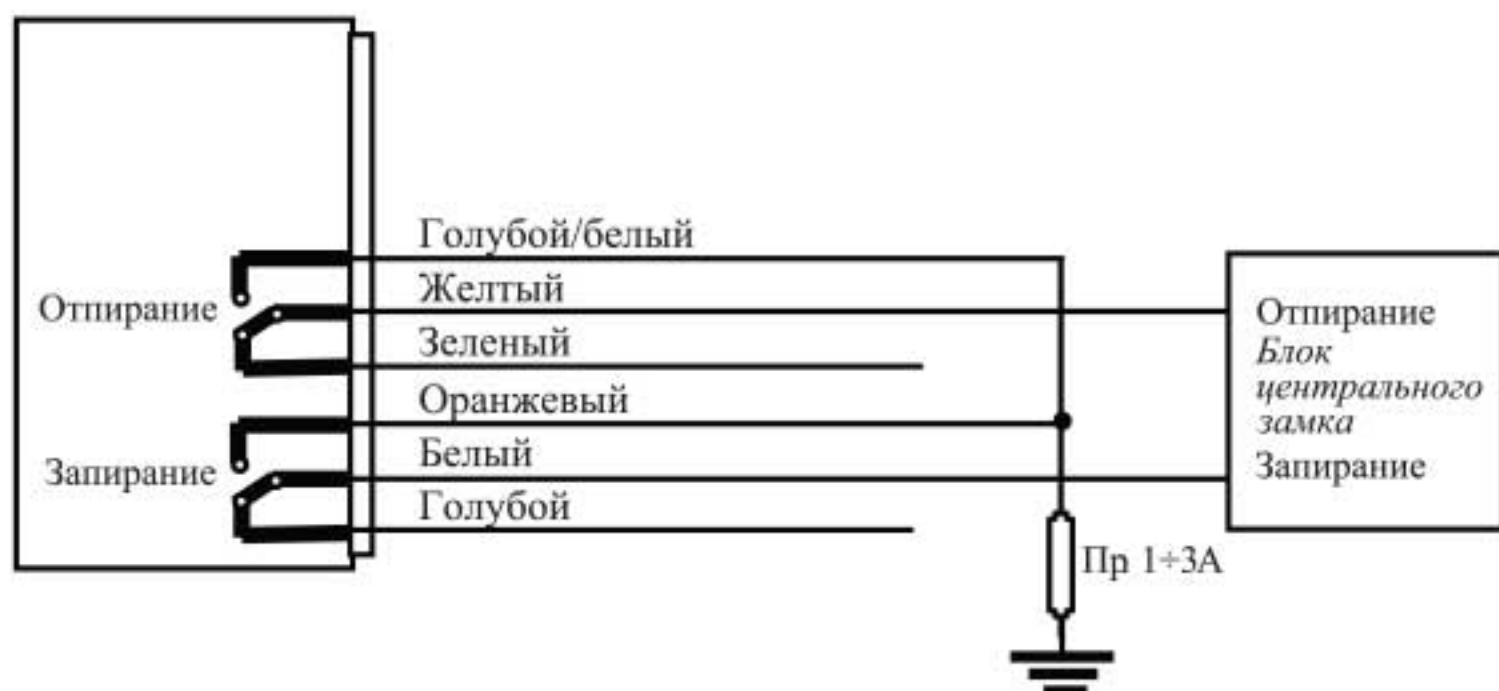 Голубой/белый
Желтый
Отпирание
Зеленый
Оранжевый
Запирание
Белый
Голубой
Отпирание
Блок
центрального
замка
Запирание
Пр 1÷3А